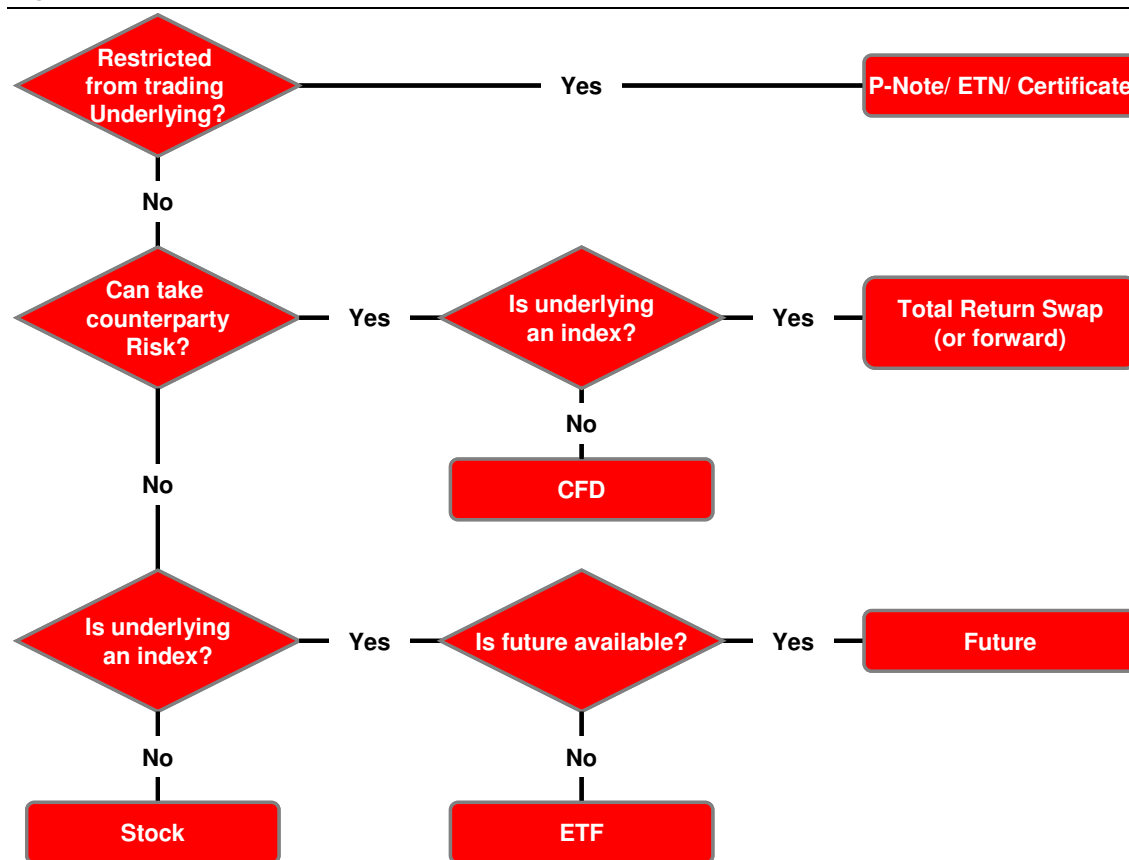 Restricted
from trading
Underlying?
Yes
P-Note/ ETN/ Certificate
No
Can take
counterparty
Risk?
Yes
Is underlying
an index?
Yes
Total Return Swap
(or forward)
No
CFD
No
Is underlying
an index?
Yes
Is future available?
Yes
Future
No
No
Stock
ETF